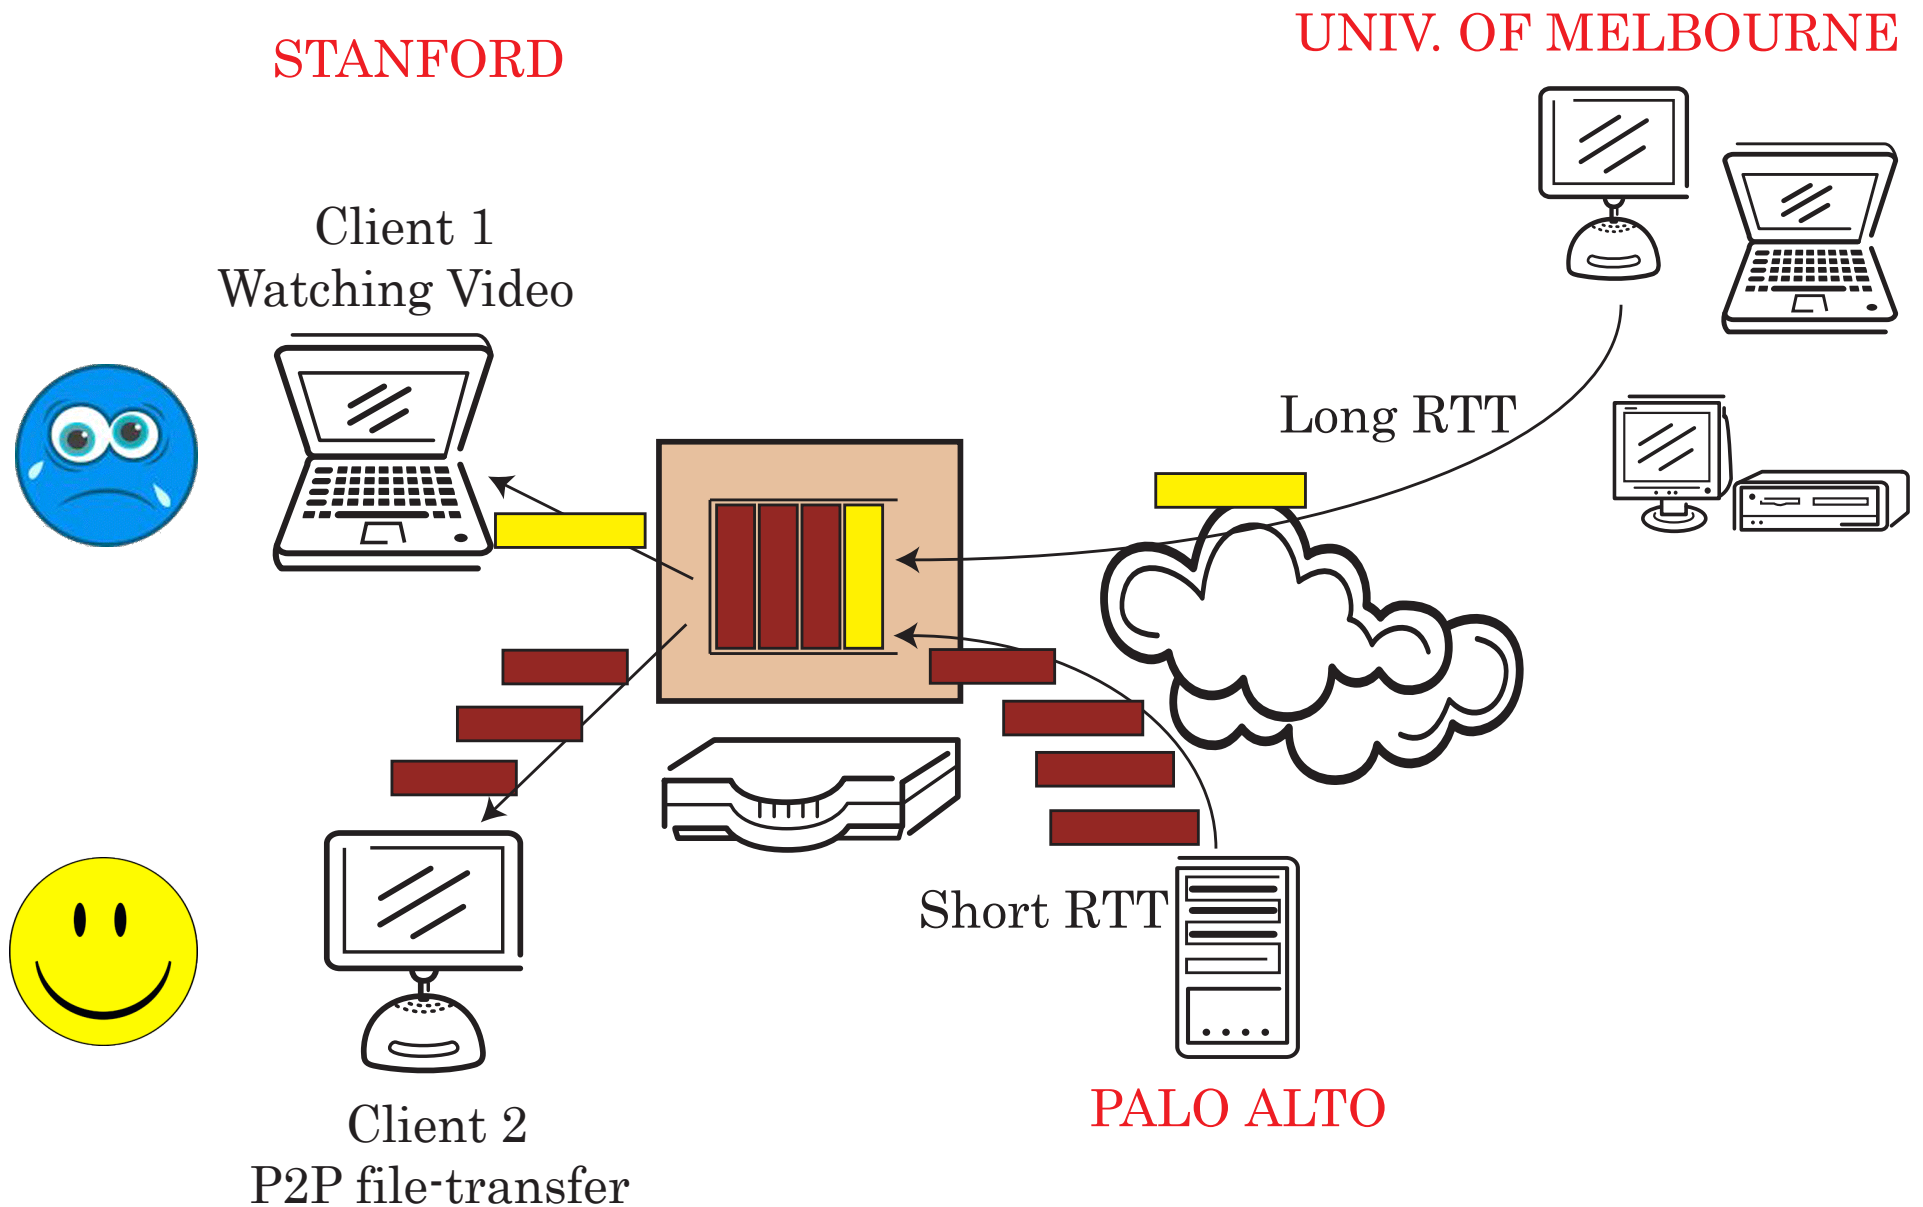 STANFORD
UNIV. OF MELBOURNE
Client 1
Watching Video
Long RTT
Short RTT
PALO ALTO
Client 2
P2P file-transfer